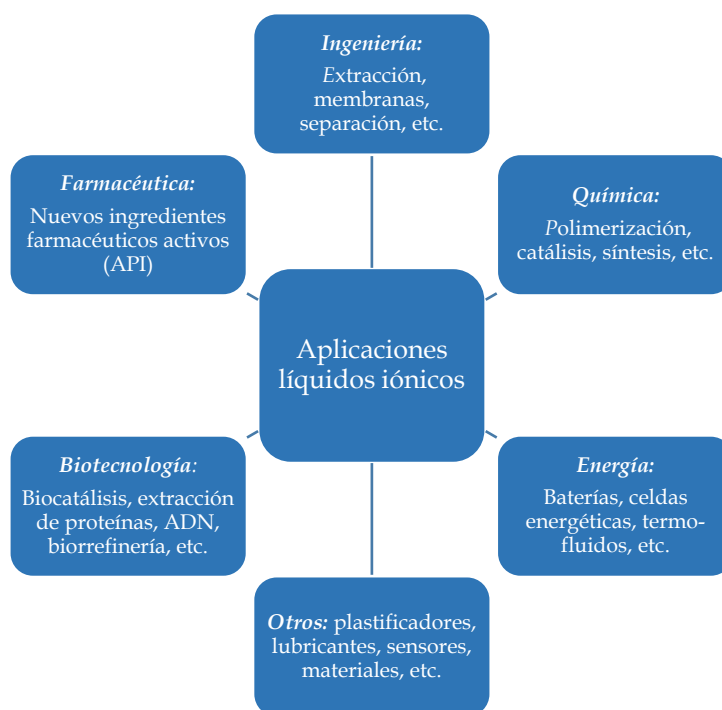 Ingeniería:
Extracción,
membranas,
separación, etc.
Farmacéutica:
Nuevos ingredientes
farmacéuticos activos
(API)
Química:
Polimerización,
catálisis, síntesis, etc.
Aplicaciones
líquidos iónicos
Biotecnología:
Biocatálisis, extracción
de proteínas, ADN,
biorrefinería, etc.
Energía:
Baterías, celdas
energéticas, termo-
fluidos, etc.
Otros: plastificadores,
lubricantes, sensores,
materiales, etc.